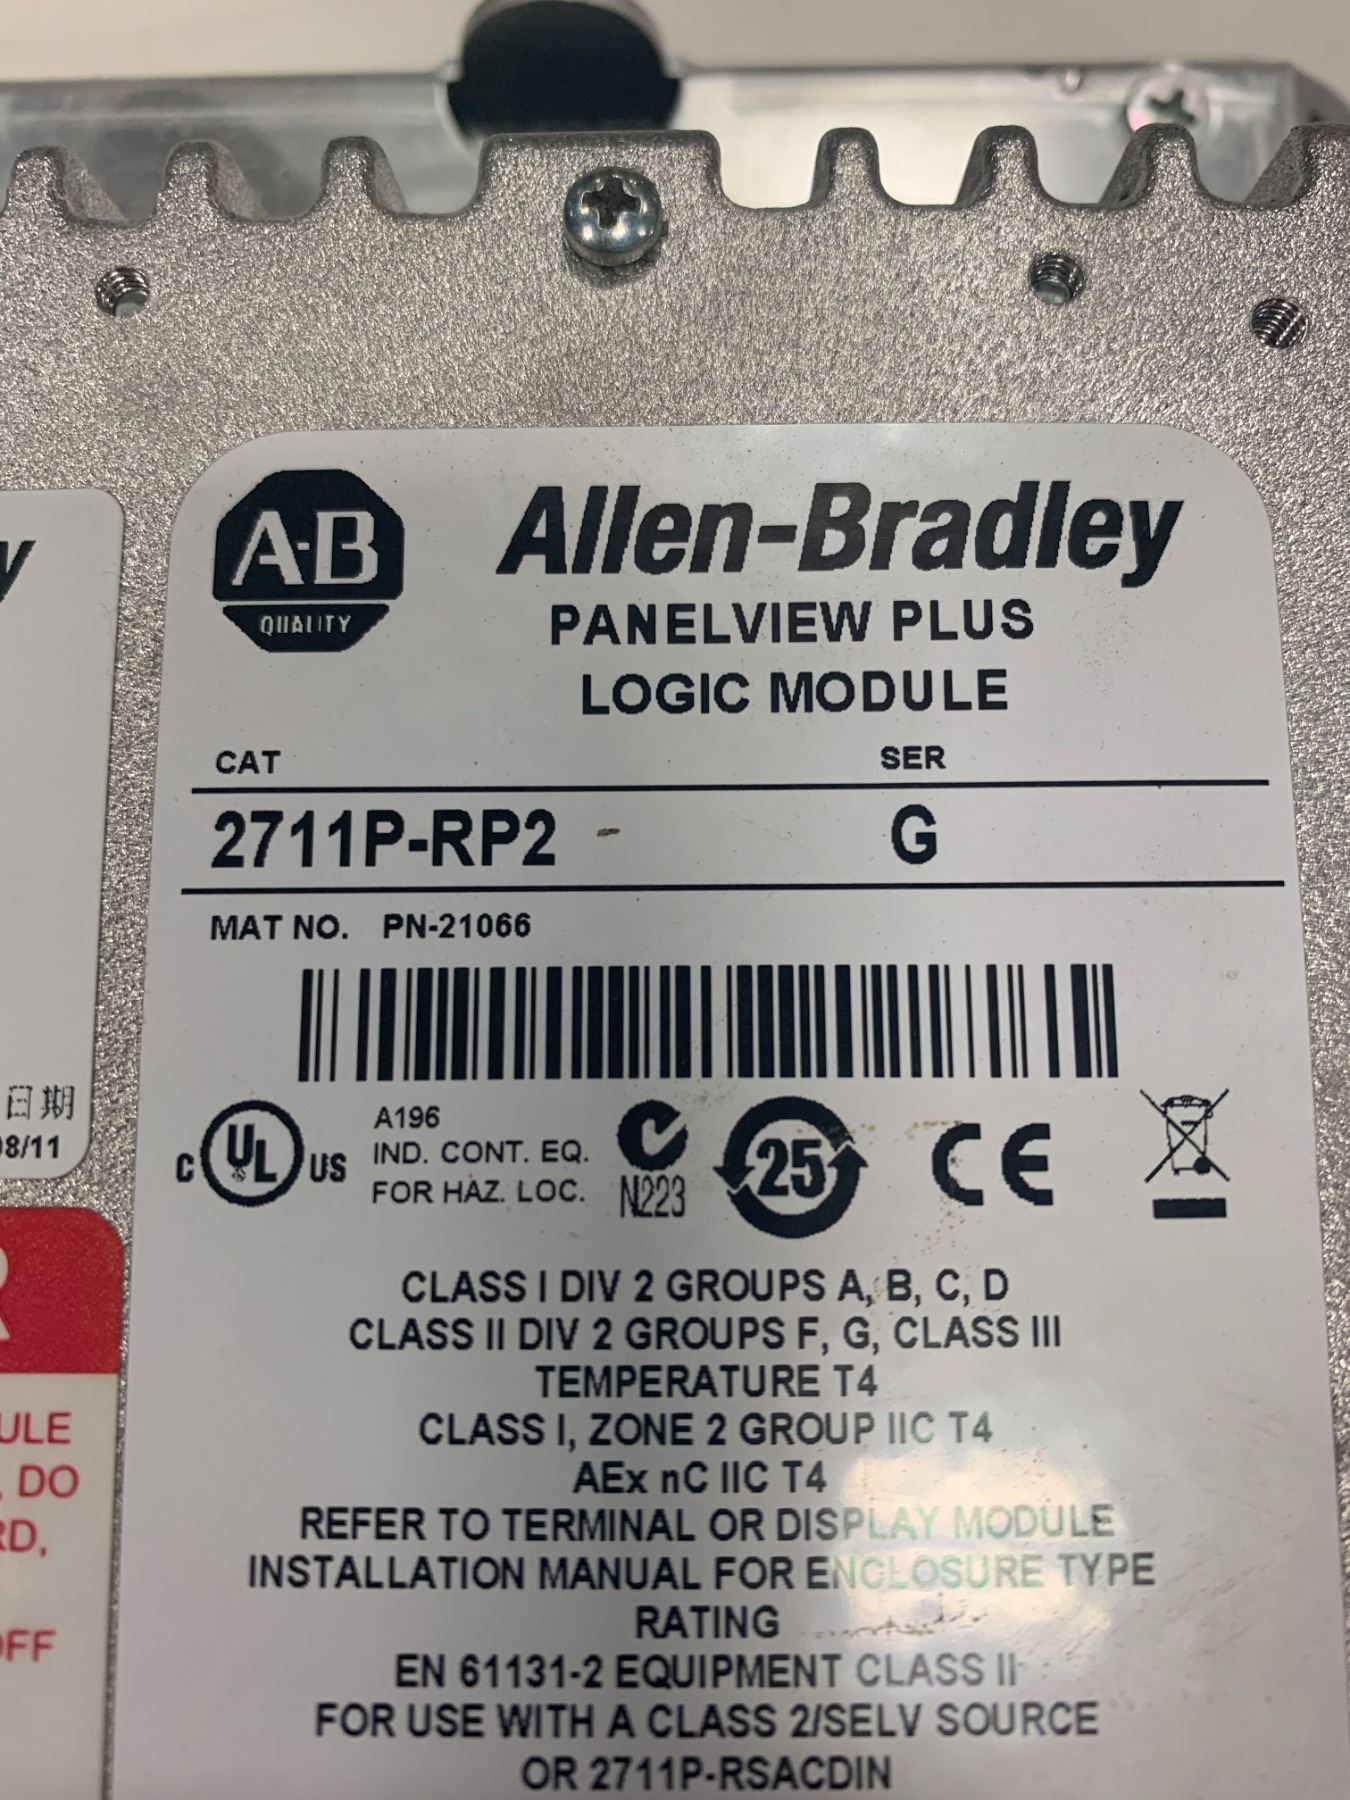 A-B
QUALITY
Allen-Bradley
PANELVIEW PLUS
LOGIC MODULE
CAT SER
2711P-RP2 G
MAT NO. PN-21066
C UL US
A196
IND. CONT. EQ.
FOR HAZ. LOC.
N223
25
CE
CLASS I DIV 2 GROUPS A, B, C, D
CLASS II DIV 2 GROUPS F, G, CLASS III
TEMPERATURE T4
CLASS I, ZONE 2 GROUP IIC T4
AEx nC IIC T4
REFER TO TERMINAL OR DISPLAY MODULE
INSTALLATION MANUAL FOR ENCLOSURE TYPE
RATING
EN 61131-2 EQUIPMENT CLASS II
FOR USE WITH A CLASS 2/SELV SOURCE
OR 2711P-RSACDIN
y
日期
8/11
R
ULE
, DO
RD,
OFF